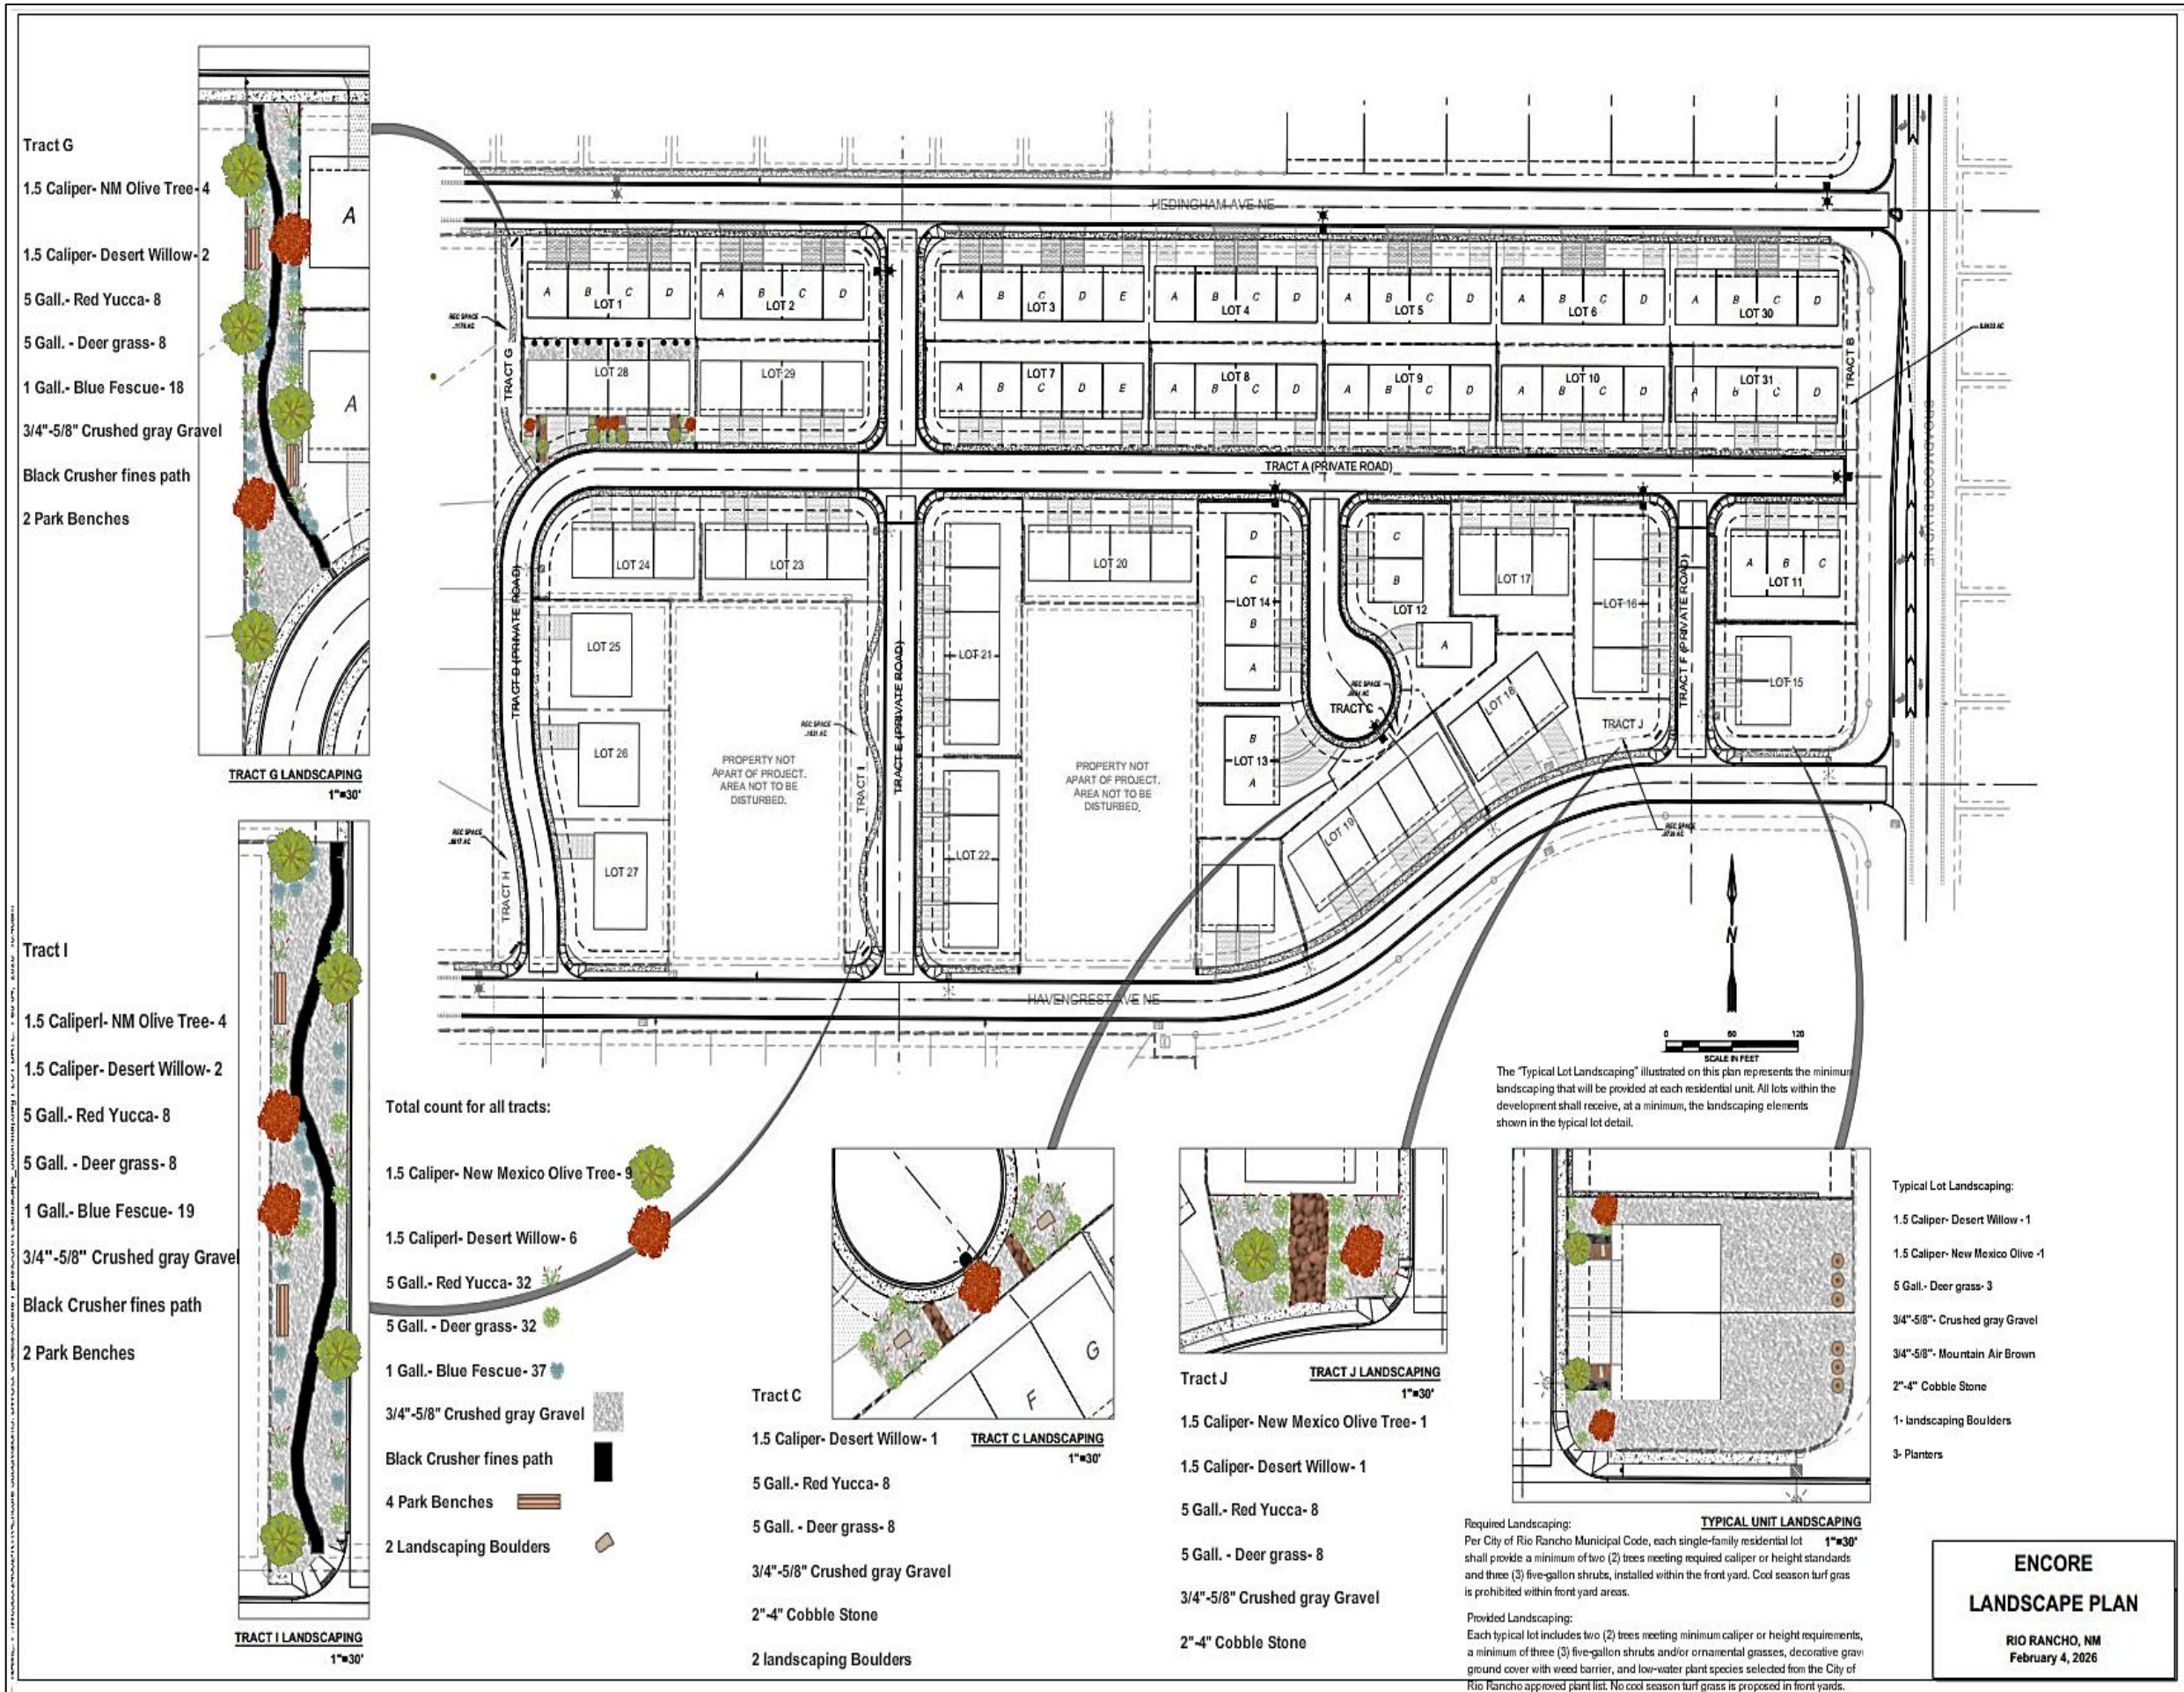 Tract G
1.5 Caliper- NM Olive Tree- 4
1.5 Caliper- Desert Willow- 2
5 Gall.- Red Yucca- 8
5 Gall. - Deer grass- 8
1 Gall.- Blue Fescue- 18
3/4"-5/8" Crushed gray Gravel
Black Crusher fines path
2 Park Benches
A
A
TRACT G LANDSCAPING
1"=30'
Tract I
1.5 Caliperl- NM Olive Tree- 4
1.5 Caliper- Desert Willow- 2
5 Gall.- Red Yucca- 8
5 Gall. - Deer grass- 8
1 Gall.- Blue Fescue- 19
3/4"-5/8" Crushed gray Gravel
Black Crusher fines path
2 Park Benches
TRACT I LANDSCAPING
1"=30'
HEDINGHAM AVE NE
A B C D
LOT 1
A B C D
LOT 2
A B C D E
LOT 3
A B C D
LOT 4
A B C D
LOT 5
A B C D
LOT 6
A B C D
LOT 30
REC SPACE
TRACT G
LOT 28
LOT 29
A B C D E
LOT 7
A B C D
LOT 8
A B C D
LOT 9
A B C D
LOT 10
A B C D
LOT 31
TRACT B
BROADMOOR BLVD NE
TRACT A (PRIVATE ROAD)
LOT 24
LOT 23
LOT 20
D
C
LOT 14
B
A
C
B
LOT 12
A
LOT 17
LOT 16
TRACT F (PRIVATE ROAD)
A B C
LOT 11
TRACT D (PRIVATE ROAD)
LOT 25
LOT 21
LOT 15
LOT 18
REC SPACE
TRACT C
TRACT J
REC SPACE
LOT 26
PROPERTY NOT
APART OF PROJECT.
AREA NOT TO BE
DISTURBED.
TRACT I
TRACT E (PRIVATE ROAD)
PROPERTY NOT
APART OF PROJECT.
AREA NOT TO BE
DISTURBED.
B
LOT 13
A
LOT 19
REC SPACE
REC SPACE
TRACT H
LOT 27
LOT 22
HAVENCREST AVE NE
N
0 60 120
SCALE IN FEET
The "Typical Lot Landscaping" illustrated on this plan represents the minimum
landscaping that will be provided at each residential unit. All lots within the
development shall receive, at a minimum, the landscaping elements
shown in the typical lot detail.
Total count for all tracts:
1.5 Caliper- New Mexico Olive Tree- 9
1.5 Caliperl- Desert Willow- 6
5 Gall.- Red Yucca- 32
5 Gall. - Deer grass- 32
1 Gall.- Blue Fescue- 37
3/4"-5/8" Crushed gray Gravel
Black Crusher fines path
4 Park Benches
2 Landscaping Boulders
F
G
Tract C
TRACT C LANDSCAPING
1"=30'
1.5 Caliper- Desert Willow- 1
5 Gall.- Red Yucca- 8
5 Gall. - Deer grass- 8
3/4"-5/8" Crushed gray Gravel
2"-4" Cobble Stone
2 landscaping Boulders
Tract J
TRACT J LANDSCAPING
1"=30'
1.5 Caliper- New Mexico Olive Tree- 1
1.5 Caliper- Desert Willow- 1
5 Gall.- Red Yucca- 8
5 Gall. - Deer grass- 8
3/4"-5/8" Crushed gray Gravel
2"-4" Cobble Stone
Typical Lot Landscaping:
1.5 Caliper- Desert Willow - 1
1.5 Caliper- New Mexico Olive -1
5 Gall.- Deer grass- 3
3/4"-5/8"- Crushed gray Gravel
3/4"-5/8"- Mountain Air Brown
2"-4" Cobble Stone
1- landscaping Boulders
3- Planters
TYPICAL UNIT LANDSCAPING
1"=30'
Required Landscaping:
Per City of Rio Rancho Municipal Code, each single-family residential lot
shall provide a minimum of two (2) trees meeting required caliper or height standards
and three (3) five-gallon shrubs, installed within the front yard. Cool season turf gras
is prohibited within front yard areas.
Provided Landscaping:
Each typical lot includes two (2) trees meeting minimum caliper or height requirements,
a minimum of three (3) five-gallon shrubs and/or ornamental grasses, decorative grav
ground cover with weed barrier, and low-water plant species selected from the City of
Rio Rancho approved plant list. No cool season turf grass is proposed in front yards.
ENCORE
LANDSCAPE PLAN
RIO RANCHO, NM
February 4, 2026